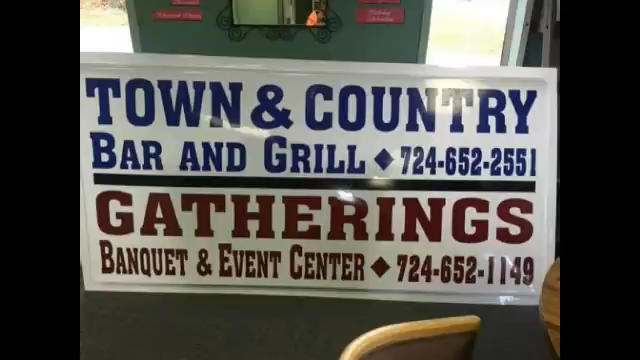 TOWN & COUNTRY
BAR AND GRILL ◆ 724-652-2551
GATHERINGS
BANQUET & EVENT CENTER ◆ 724-652-1149